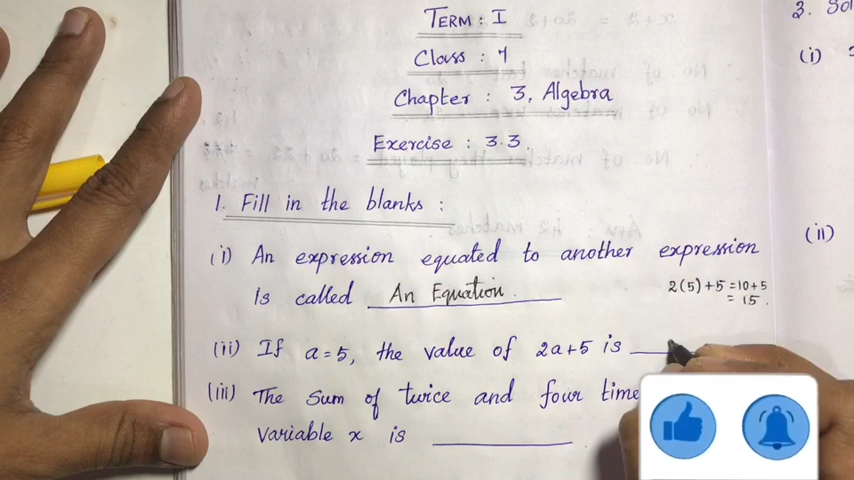 TERM : I
Class : 7
Chapter : 3, Algebra
Exercise : 3.3.
1. Fill in the blanks :
(i) An expression equated to another expression
is called An Equation.
2(5)+5 =10+5
= 15.
(ii) If a=5, the value of 2a+5 is
(iii) The sum of twice and four time
variable x is
3. Sol
(i)
(ii)